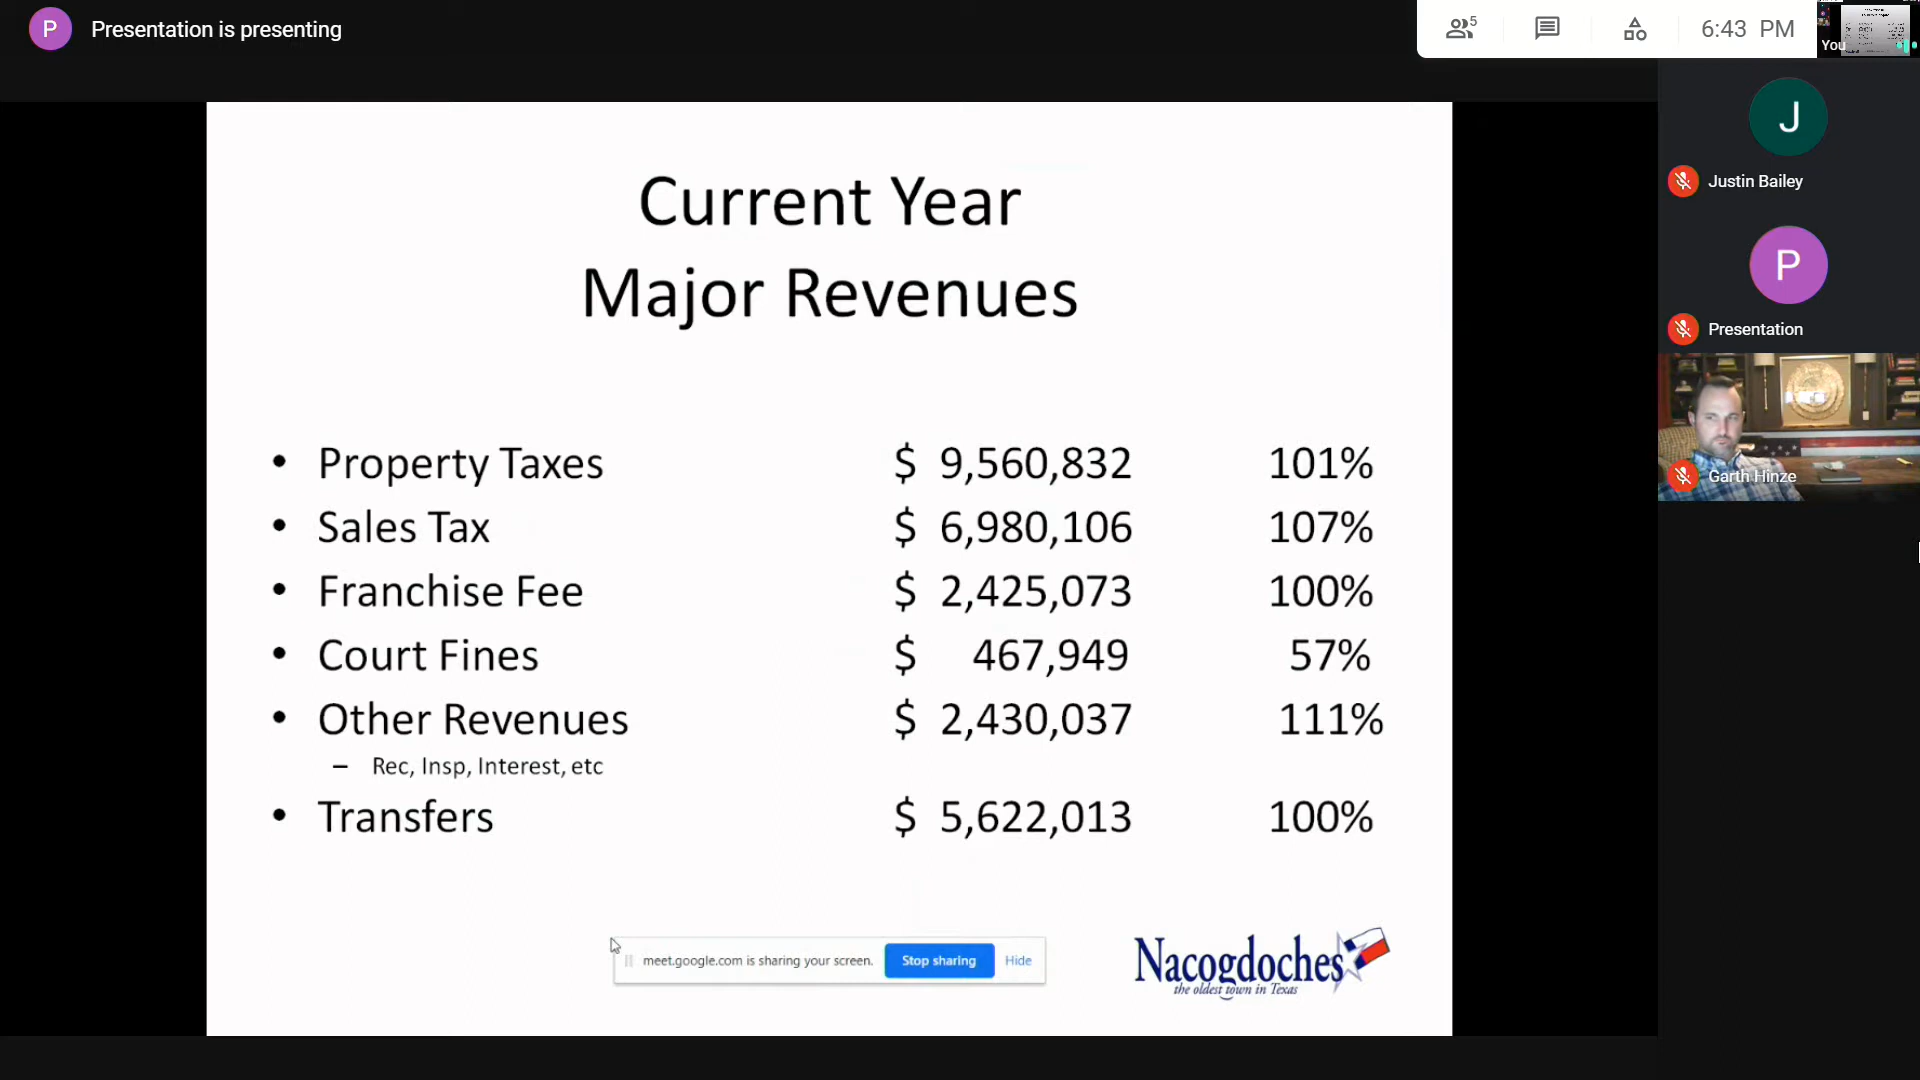 P Presentation is presenting
5 6:43 PM
You
J
Justin Bailey
P
Presentation
Garth Hinze
Current Year
Major Revenues
• Property Taxes $ 9,560,832 101%
• Sales Tax $ 6,980,106 107%
• Franchise Fee $ 2,425,073 100%
• Court Fines $ 467,949 57%
• Other Revenues $ 2,430,037 111%
– Rec, Insp, Interest, etc
• Transfers $ 5,622,013 100%
meet.google.com is sharing your screen. Stop sharing Hide
Nacogdoches
the oldest town in Texas